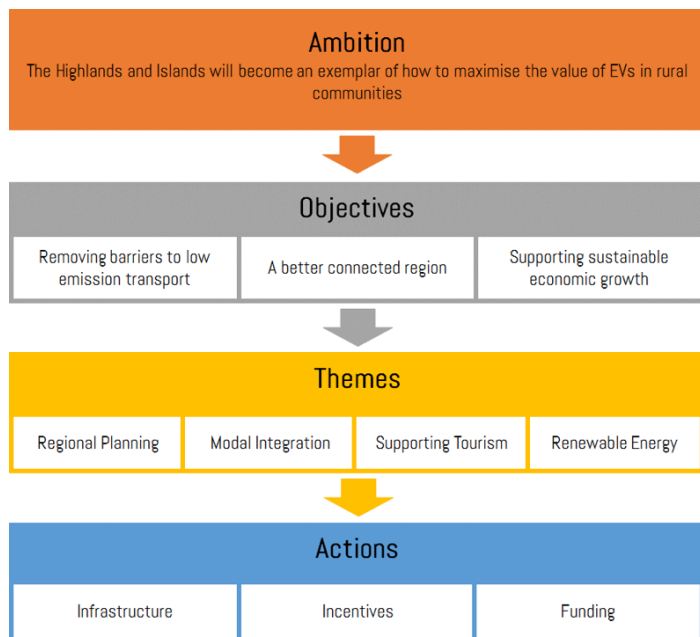 Ambition
The Highlands and Islands will become an exemplar of how to maximise the value of EVs in rural
communities
Objectives
Removing barriers to low
emission transport
A better connected region
Supporting sustainable
economic growth
Themes
Regional Planning
Modal Integration
Supporting Tourism
Renewable Energy
Actions
Infrastructure
Incentives
Funding